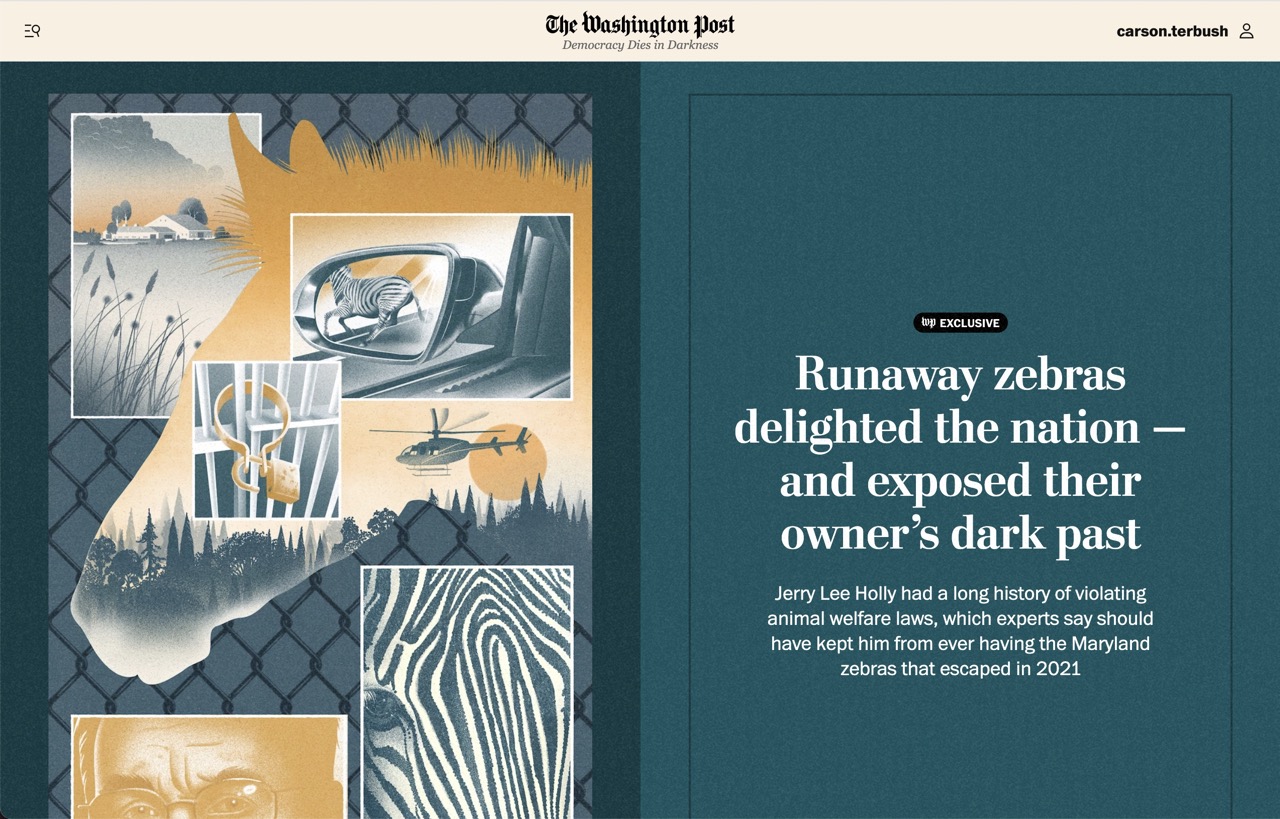 The Washington Post
Democracy Dies in Darkness
carson.terbush
wp EXCLUSIVE
Runaway zebras
delighted the nation —
and exposed their
owner’s dark past
Jerry Lee Holly had a long history of violating
animal welfare laws, which experts say should
have kept him from ever having the Maryland
zebras that escaped in 2021